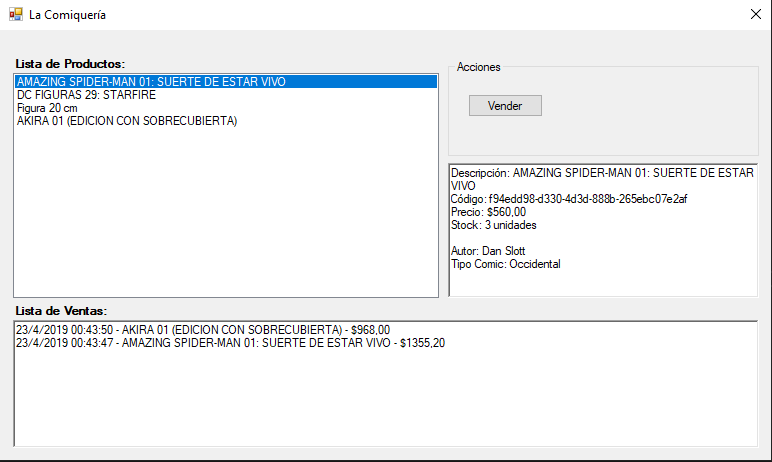 La Comiquería
Lista de Productos:
AMAZING SPIDER-MAN 01: SUERTE DE ESTAR VIVO
DC FIGURAS 29: STARFIRE
Figura 20 cm
AKIRA 01 (EDICION CON SOBRECUBIERTA)
Acciones
Vender
Descripción: AMAZING SPIDER-MAN 01: SUERTE DE ESTAR
VIVO
Código: f94edd98-d330-4d3d-888b-265ebc07e2af
Precio: $560,00
Stock: 3 unidades
Autor: Dan Slott
Tipo Comic: Occidental
Lista de Ventas:
23/4/2019 00:43:50 - AKIRA 01 (EDICION CON SOBRECUBIERTA) - $968,00
23/4/2019 00:43:47 - AMAZING SPIDER-MAN 01: SUERTE DE ESTAR VIVO - $1355,20